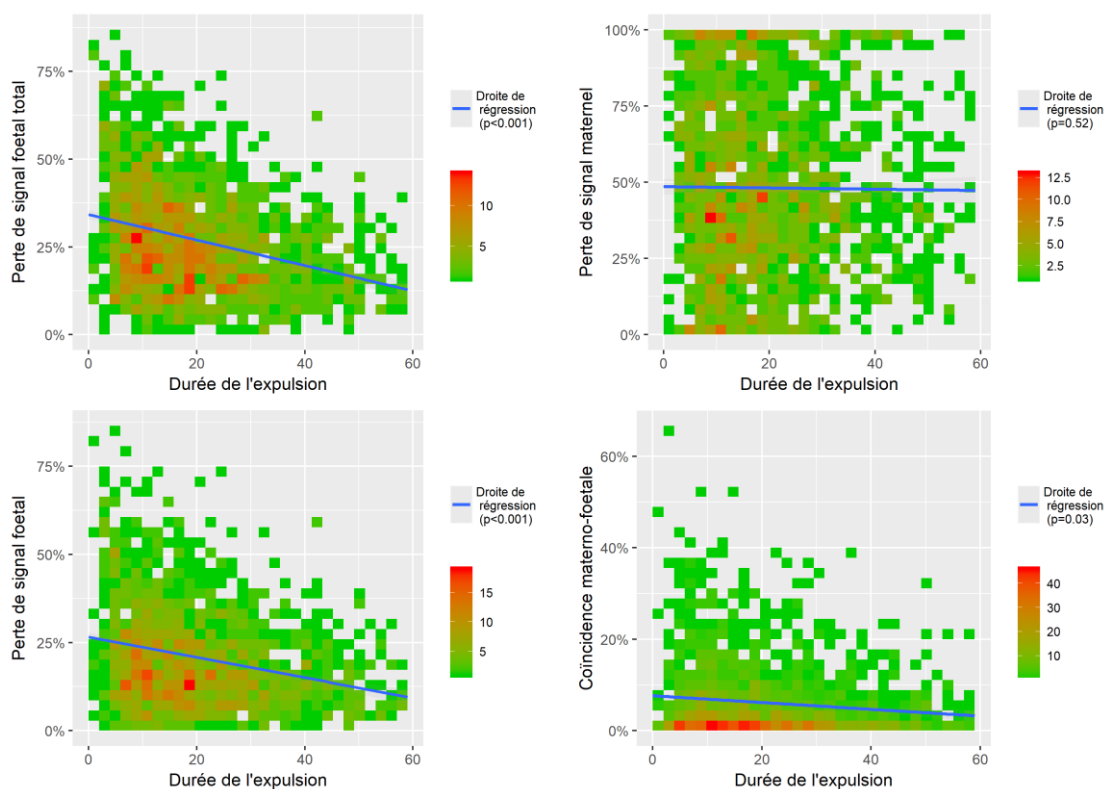 Perte de signal foetal total
75%
50%
25%
0%
0
20
40
60
Durée de l'expulsion
Droite de
régression
(p<0.001)
10
5
Perte de signal maternel
100%
75%
50%
25%
0%
0
20
40
60
Durée de l'expulsion
Droite de
régression
(p=0.52)
12.5
10.0
7.5
5.0
2.5
Perte de signal foetal
75%
50%
25%
0%
0
20
40
60
Durée de l'expulsion
Droite de
régression
(p<0.001)
15
10
5
Coïncidence materno-foetale
60%
40%
20%
0%
0
20
40
60
Durée de l'expulsion
Droite de
régression
(p=0.03)
40
30
20
10